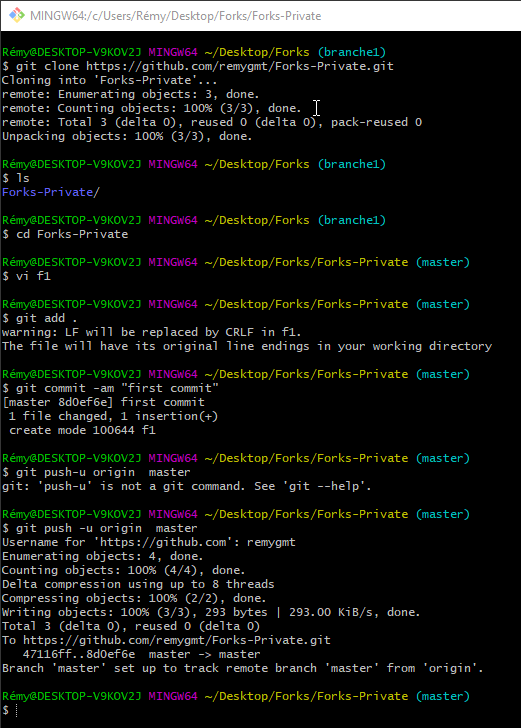 MINGW64:/c/Users/Rémy/Desktop/Forks/Forks-Private
Rémy@DESKTOP-V9KOV2J MINGW64 ~/Desktop/Forks (branche1)
$ git clone https://github.com/remygmt/Forks-Private.git
Cloning into 'Forks-Private'...
remote: Enumerating objects: 3, done.
remote: Counting objects: 100% (3/3), done.
remote: Total 3 (delta 0), reused 0 (delta 0), pack-reused 0
Unpacking objects: 100% (3/3), done.
Rémy@DESKTOP-V9KOV2J MINGW64 ~/Desktop/Forks (branche1)
$ ls
Forks-Private/
Rémy@DESKTOP-V9KOV2J MINGW64 ~/Desktop/Forks (branche1)
$ cd Forks-Private
Rémy@DESKTOP-V9KOV2J MINGW64 ~/Desktop/Forks/Forks-Private (master)
$ vi f1
Rémy@DESKTOP-V9KOV2J MINGW64 ~/Desktop/Forks/Forks-Private (master)
$ git add .
warning: LF will be replaced by CRLF in f1.
The file will have its original line endings in your working directory
Rémy@DESKTOP-V9KOV2J MINGW64 ~/Desktop/Forks/Forks-Private (master)
$ git commit -am "first commit"
[master 8d0ef6e] first commit
 1 file changed, 1 insertion(+)
 create mode 100644 f1
Rémy@DESKTOP-V9KOV2J MINGW64 ~/Desktop/Forks/Forks-Private (master)
$ git push-u origin  master
git: 'push-u' is not a git command. See 'git --help'.
Rémy@DESKTOP-V9KOV2J MINGW64 ~/Desktop/Forks/Forks-Private (master)
$ git push -u origin  master
Username for 'https://github.com': remygmt
Enumerating objects: 4, done.
Counting objects: 100% (4/4), done.
Delta compression using up to 8 threads
Compressing objects: 100% (2/2), done.
Writing objects: 100% (3/3), 293 bytes | 293.00 KiB/s, done.
Total 3 (delta 0), reused 0 (delta 0)
To https://github.com/remygmt/Forks-Private.git
   47116ff..8d0ef6e  master -> master
Branch 'master' set up to track remote branch 'master' from 'origin'.
Rémy@DESKTOP-V9KOV2J MINGW64 ~/Desktop/Forks/Forks-Private (master)
$